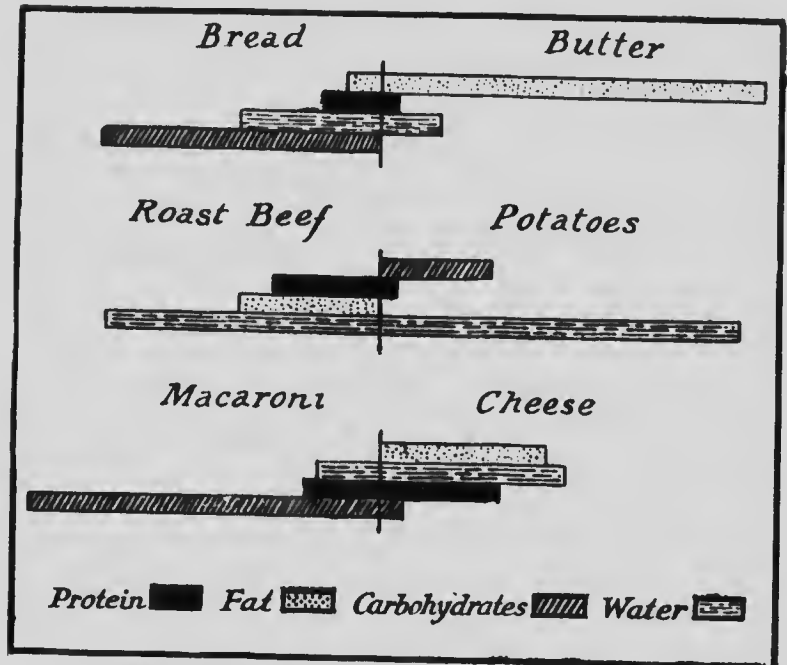 Bread Butter
Roast Beef Potatoes
Macaroni Cheese
Protein Fat Carbohydrates Water